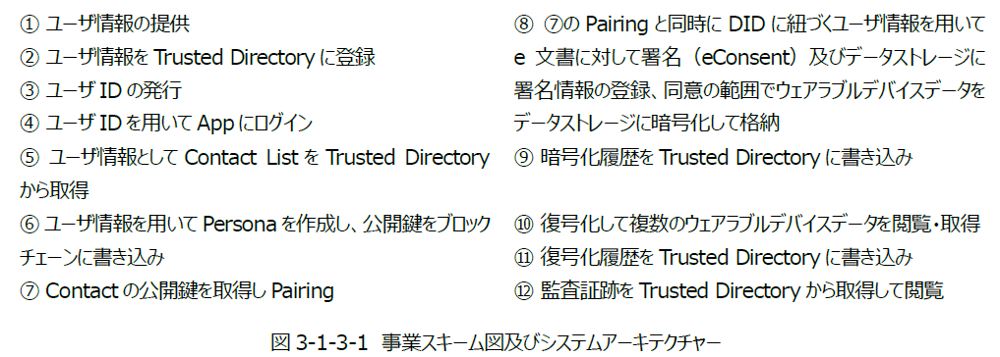 ① ユーザ情報の提供
② ユーザ情報を Trusted Directory に登録
③ ユーザ ID の発行
④ ユーザ ID を用いて App にログイン
⑤ ユーザ情報として Contact List を Trusted Directory
から取得
⑥ ユーザ情報を用いて Persona を作成し、公開鍵をブロック
チェーンに書き込み
⑦ Contact の公開鍵を取得し Pairing
⑧ ⑦の Pairing と同時に DID に紐づくユーザ情報を用いて
e 文書に対して署名（eConsent）及びデータストレージに
署名情報の登録、同意の範囲でウェアラブルデバイスデータを
データストレージに暗号化して格納
⑨ 暗号化履歴を Trusted Directory に書き込み
⑩ 復号化して複数のウェアラブルデバイスデータを閲覧・取得
⑪ 復号化履歴を Trusted Directory に書き込み
⑫ 監査証跡を Trusted Directory から取得して閲覧
図 3-1-3-1 事業スキーム図及びシステムアーキテクチャー